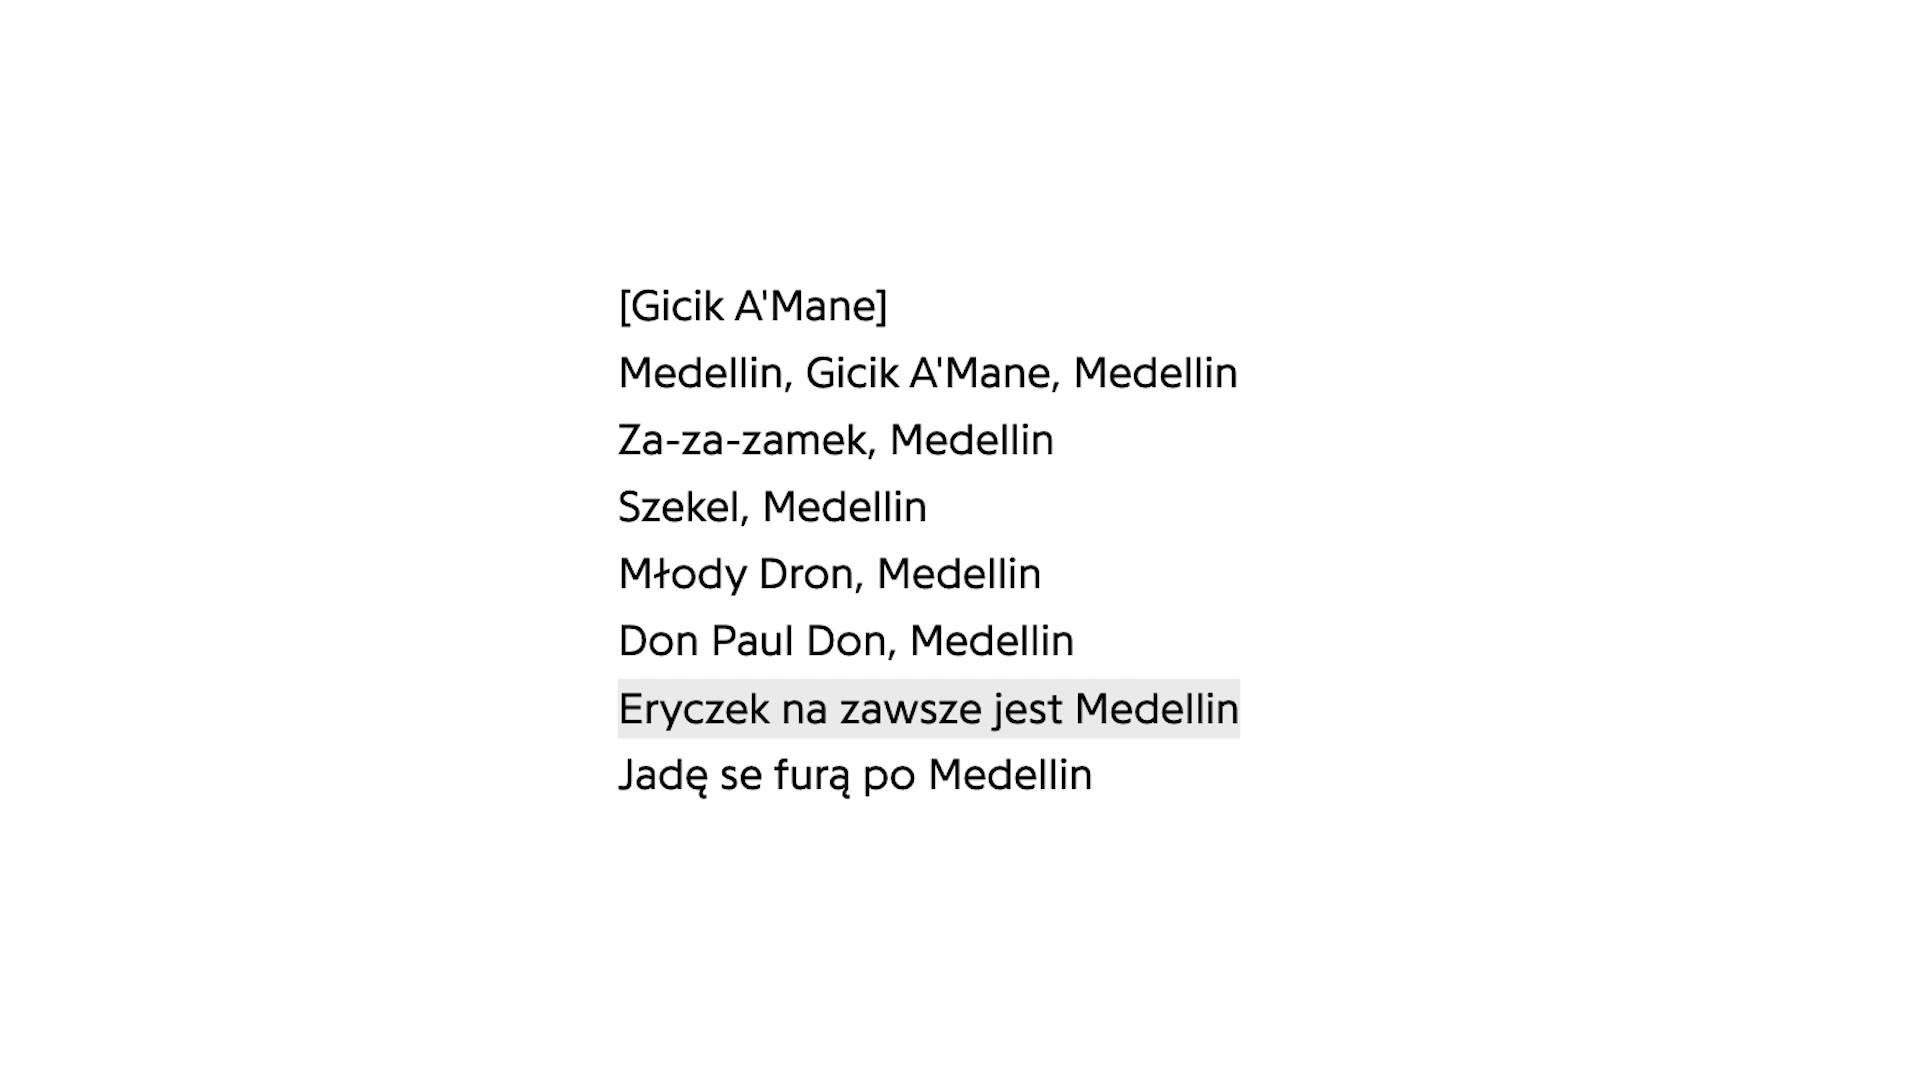 [Gicik A'Mane]
Medellin, Gicik A'Mane, Medellin
Za-za-zamek, Medellin
Szekel, Medellin
Młody Dron, Medellin
Don Paul Don, Medellin
Eryczek na zawsze jest Medellin
Jadę se furą po Medellin